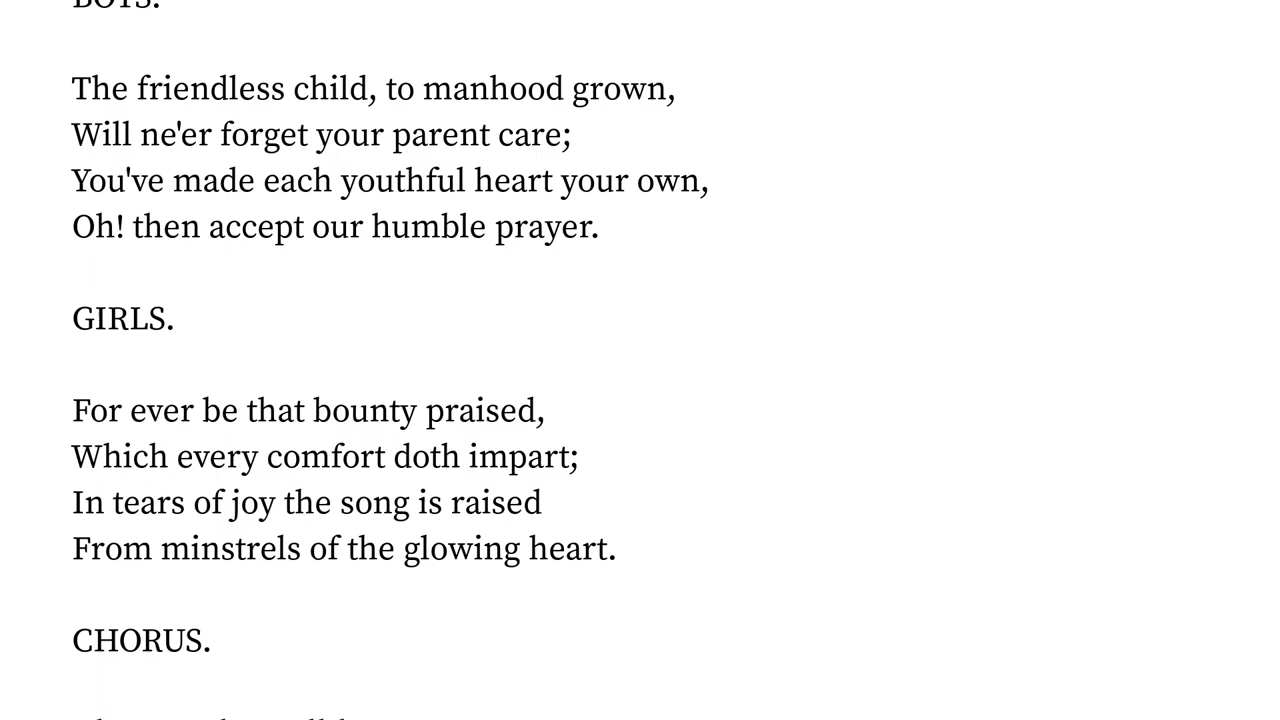 BOYS.
The friendless child, to manhood grown,
Will ne'er forget your parent care;
You've made each youthful heart your own,
Oh! then accept our humble prayer.
GIRLS.
For ever be that bounty praised,
Which every comfort doth impart;
In tears of joy the song is raised
From minstrels of the glowing heart.
CHORUS.